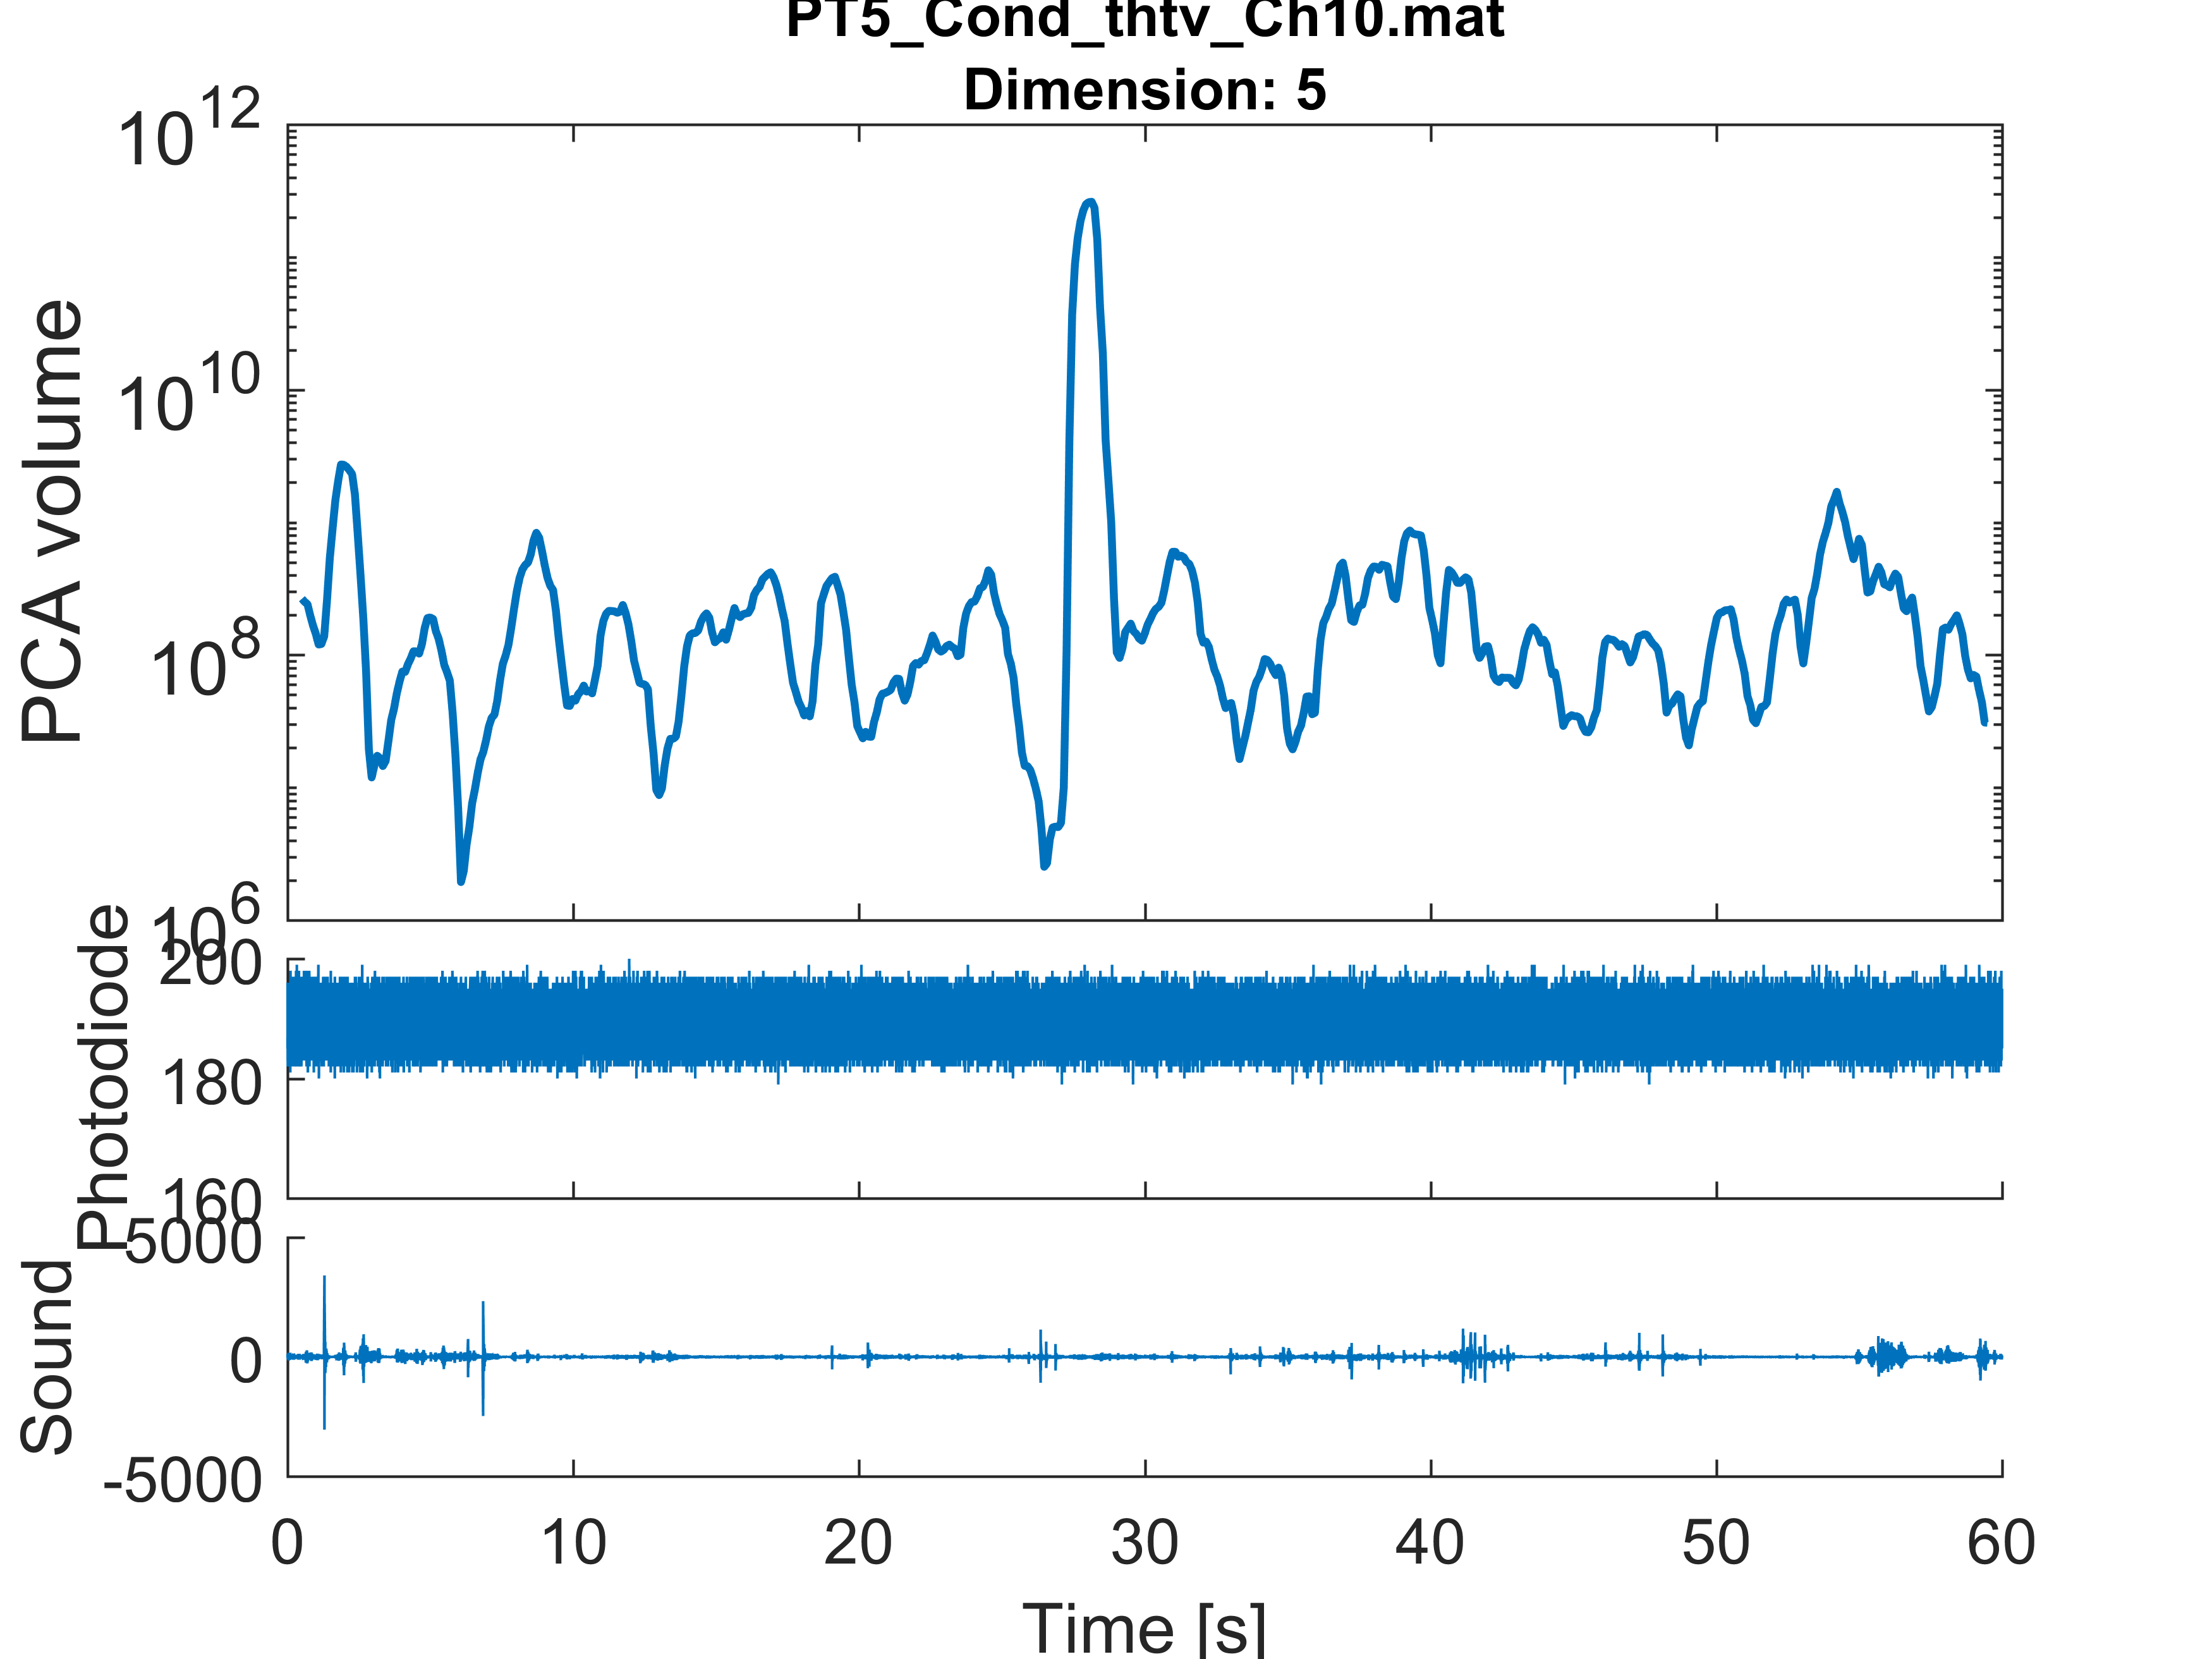 PT5_Cond_thtv_Ch10.mat
Dimension: 5
PCA volume
10^12
10^10
10^8
10^6
Photodiode
200
180
160
Sound
5000
0
-5000
0 10 20 30 40 50 60
Time [s]